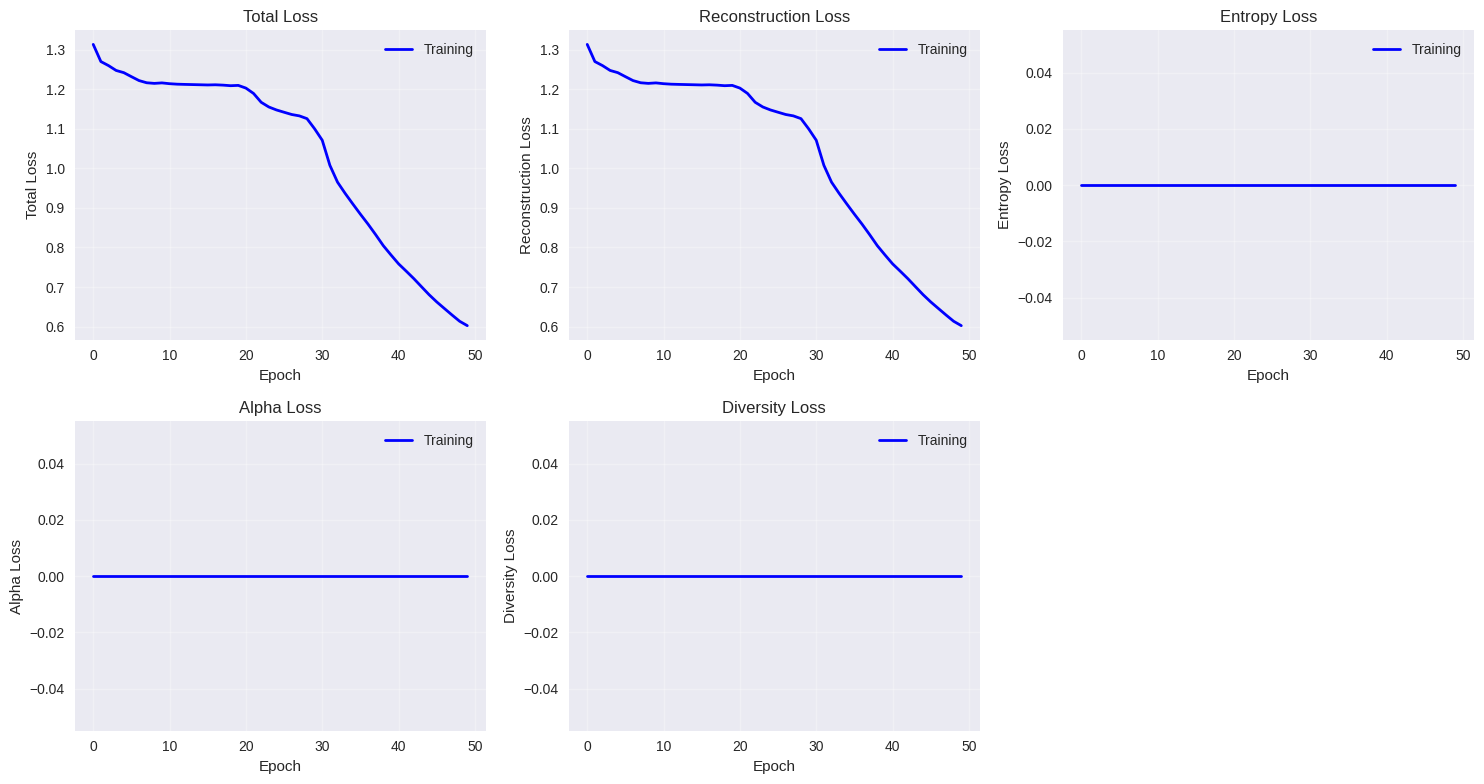 Total Loss
Training
1.3
1.2
1.1
1.0
0.9
0.8
0.7
0.6
Total Loss
0 10 20 30 40 50
Epoch
Reconstruction Loss
Training
1.3
1.2
1.1
1.0
0.9
0.8
0.7
0.6
Reconstruction Loss
0 10 20 30 40 50
Epoch
Entropy Loss
Training
0.04
0.02
0.00
−0.02
−0.04
Entropy Loss
0 10 20 30 40 50
Epoch
Alpha Loss
Training
0.04
0.02
0.00
−0.02
−0.04
Alpha Loss
0 10 20 30 40 50
Epoch
Diversity Loss
Training
0.04
0.02
0.00
−0.02
−0.04
Diversity Loss
0 10 20 30 40 50
Epoch